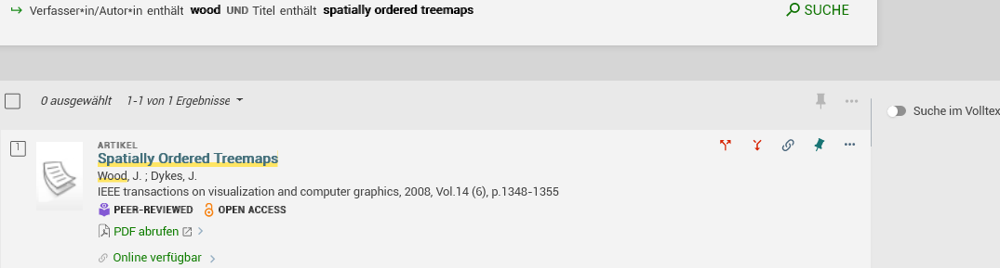 Verfasser*in/Autor*in enthält wood UND Titel enthält spatially ordered treemaps
SUCHE
0 ausgewählt 1-1 von 1 Ergebnisse
Suche im Volltex
1
ARTIKEL
Spatially Ordered Treemaps
Wood, J. ; Dykes, J.
IEEE transactions on visualization and computer graphics, 2008, Vol.14 (6), p.1348-1355
PEER-REVIEWED OPEN ACCESS
PDF abrufen
Online verfügbar